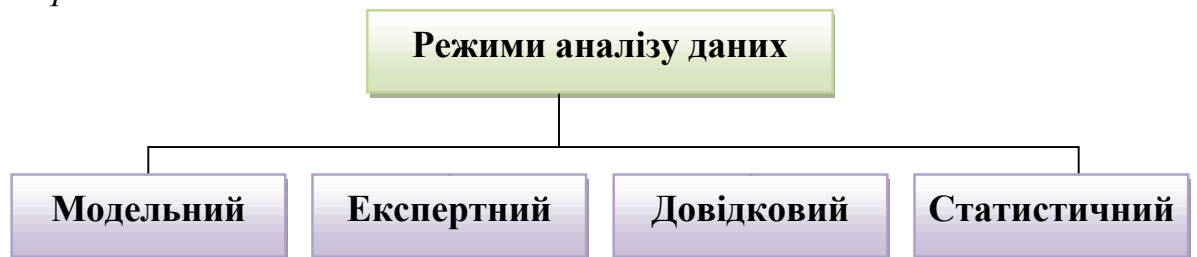 Режими аналізу даних
Модельний
Експертний
Довідковий
Статистичний